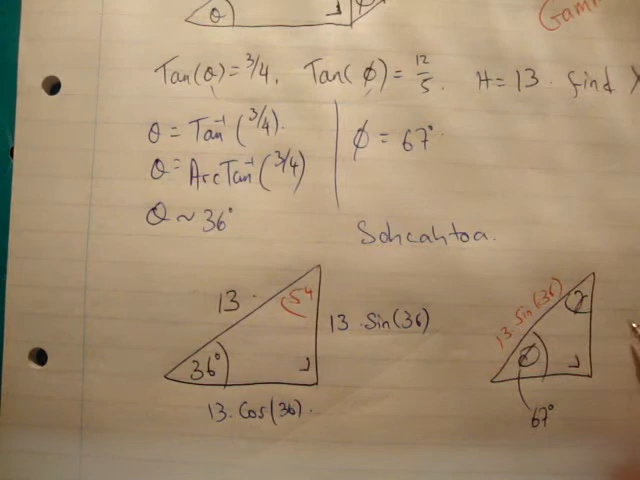 θ
Gamm
Tan(θ) = 3/4. Tan(ϕ) = 12/5. H = 13. find
θ = Tan⁻¹(3/4).
ϕ = 67°
θ = ArcTan⁻¹(3/4)
θ ~ 36°
Sohcahtoa.
13.
54
13.Sin(36)
36°
13.Cos(36).
13.Sin(36)
γ
ϕ
67°